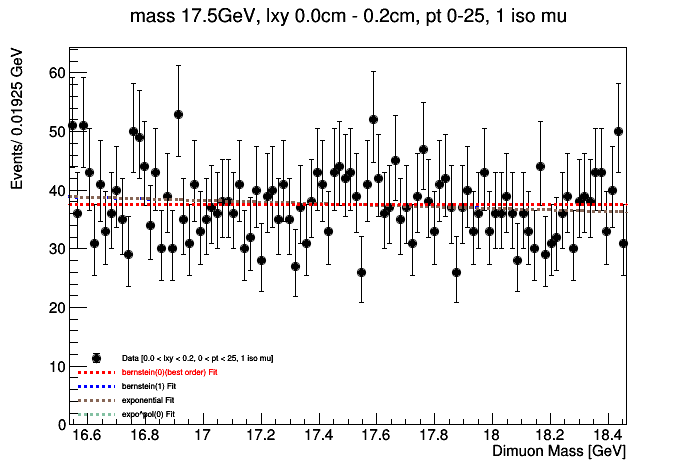 mass 17.5GeV, lxy 0.0cm - 0.2cm, pt 0-25, 1 iso mu
Events/ 0.01925 GeV
60
50
40
30
20
10
0
Data [0.0 < lxy < 0.2, 0 < pt < 25, 1 iso mu]
bernstein(0)(best order) Fit
bernstein(1) Fit
exponential Fit
expo*pol(0) Fit
16.6 16.8 17 17.2 17.4 17.6 17.8 18 18.2 18.4
Dimuon Mass [GeV]